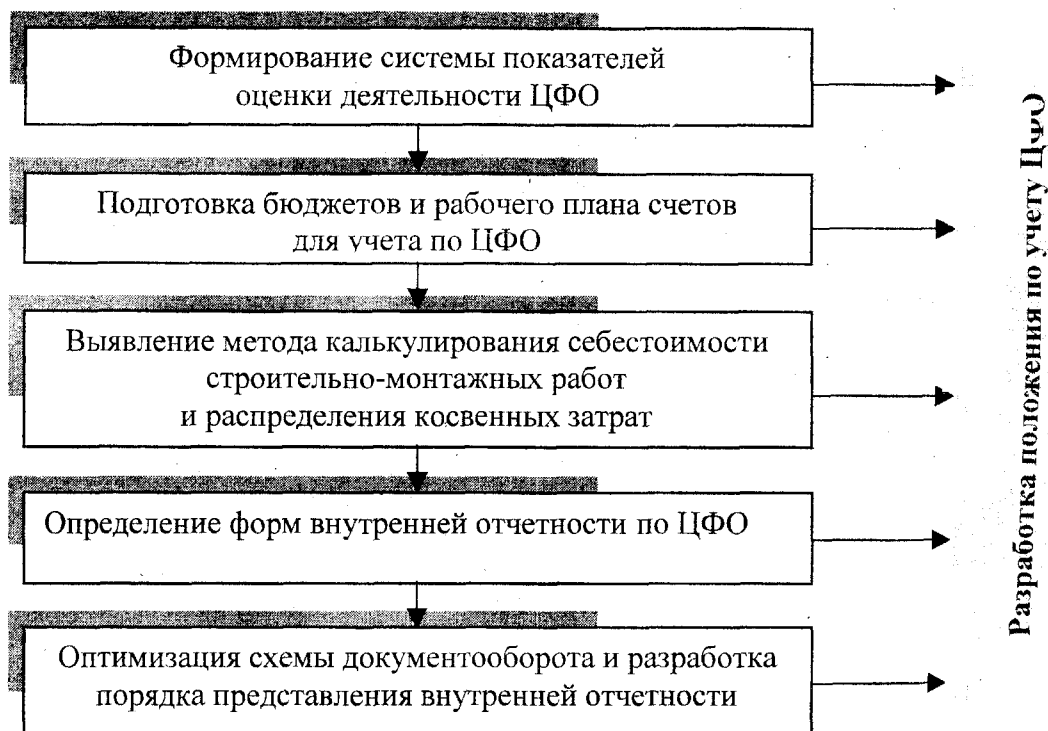 Формирование системы показателей
оценки деятельности ЦФО
Подготовка бюджетов и рабочего плана счетов
для учета по ЦФО
Выявление метода калькулирования себестоимости
строительно-монтажных работ
и распределения косвенных затрат
Определение форм внутренней отчетности по ЦФО
Оптимизация схемы документооборота и разработка
порядка представления внутренней отчетности
Разработка положения по учету ЦФО